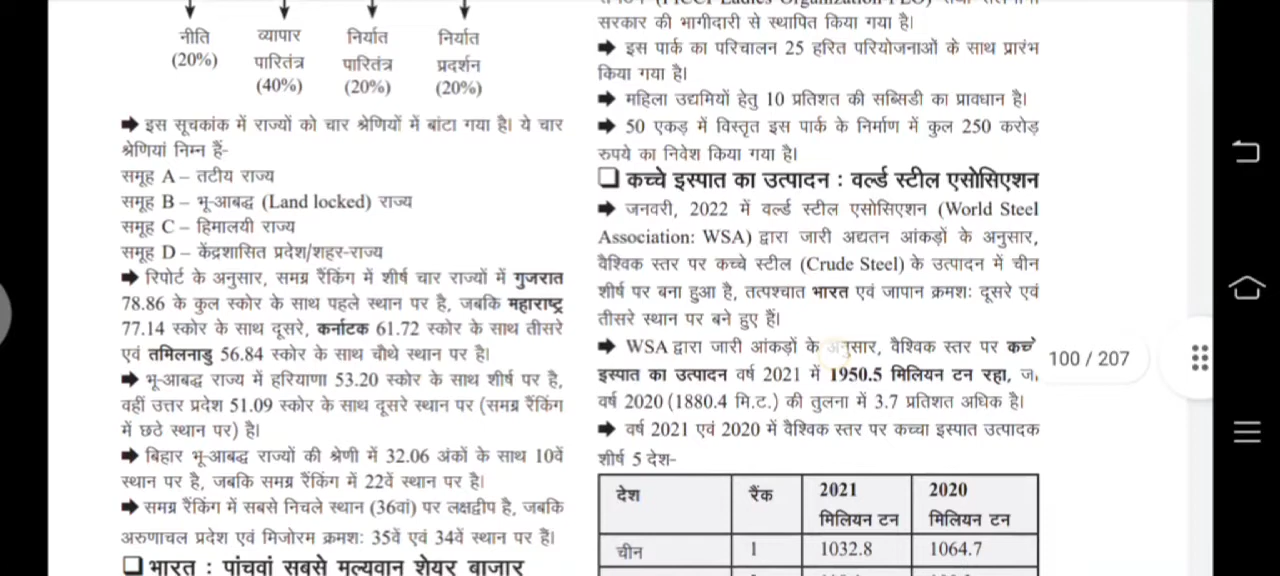 नीति
(20%)
व्यापार
पारितंत्र
(40%)
निर्यात
पारितंत्र
(20%)
निर्यात
प्रदर्शन
(20%)
➡ इस सूचकांक में राज्यों को चार श्रेणियों में बांटा गया है। ये चार
श्रेणियां निम्न हैं-
समूह A – तटीय राज्य
समूह B – भू-आबद्ध (Land locked) राज्य
समूह C – हिमालयी राज्य
समूह D – केंद्रशासित प्रदेश/शहर-राज्य
➡ रिपोर्ट के अनुसार, समग्र रैंकिंग में शीर्ष चार राज्यों में गुजरात
78.86 के कुल स्कोर के साथ पहले स्थान पर है, जबकि महाराष्ट्र
77.14 स्कोर के साथ दूसरे, कर्नाटक 61.72 स्कोर के साथ तीसरे
एवं तमिलनाडु 56.84 स्कोर के साथ चौथे स्थान पर है।
➡ भू-आबद्ध राज्य में हरियाणा 53.20 स्कोर के साथ शीर्ष पर है,
वहीं उत्तर प्रदेश 51.09 स्कोर के साथ दूसरे स्थान पर (समग्र रैंकिंग
में छठे स्थान पर) है।
➡ बिहार भू-आबद्ध राज्यों की श्रेणी में 32.06 अंकों के साथ 10वें
स्थान पर है, जबकि समग्र रैंकिंग में 22वें स्थान पर है।
➡ समग्र रैंकिंग में सबसे निचले स्थान (36वां) पर लक्षद्वीप है, जबकि
अरुणाचल प्रदेश एवं मिजोरम क्रमशः 35वें एवं 34वें स्थान पर हैं।
❑ भारत : पांचवां सबसे मूल्यवान शेयर बाजार
सरकार की भागीदारी से स्थापित किया गया है।
➡ इस पार्क का परिचालन 25 हरित परियोजनाओं के साथ प्रारंभ
किया गया है।
➡ महिला उद्यमियों हेतु 10 प्रतिशत की सब्सिडी का प्रावधान है।
➡ 50 एकड़ में विस्तृत इस पार्क के निर्माण में कुल 250 करोड़
रुपये का निवेश किया गया है।
❑ कच्चे इस्पात का उत्पादन : वर्ल्ड स्टील एसोसिएशन
➡ जनवरी, 2022 में वर्ल्ड स्टील एसोसिएशन (World Steel
Association: WSA) द्वारा जारी अद्यतन आंकड़ों के अनुसार,
वैश्विक स्तर पर कच्चे स्टील (Crude Steel) के उत्पादन में चीन
शीर्ष पर बना हुआ है, तत्पश्चात भारत एवं जापान क्रमशः दूसरे एवं
तीसरे स्थान पर बने हुए हैं।
➡ WSA द्वारा जारी आंकड़ों के अनुसार, वैश्विक स्तर पर कच्चे
इस्पात का उत्पादन वर्ष 2021 में 1950.5 मिलियन टन रहा,
वर्ष 2020 (1880.4 मि.ट.) की तुलना में 3.7 प्रतिशत अधिक है।
➡ वर्ष 2021 एवं 2020 में वैश्विक स्तर पर कच्चा इस्पात उत्पादक
शीर्ष 5 देश-
देश रैंक 2021 2020
मिलियन टन मिलियन टन
चीन 1 1032.8 1064.7
100 / 207